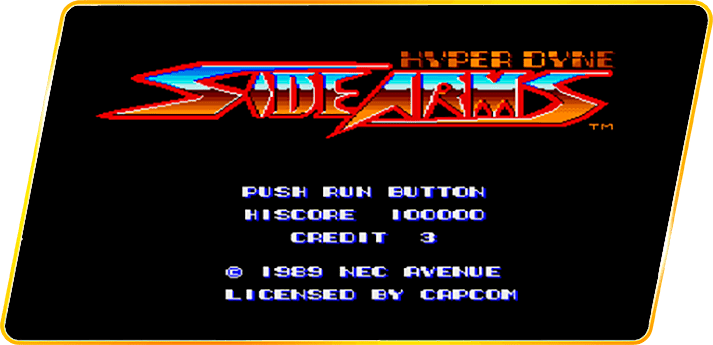 HYPER DYNE
SIDE ARMS
TM
PUSH RUN BUTTON
HISCORE 100000
CREDIT 3
© 1989 NEC AVENUE
LICENSED BY CAPCOM